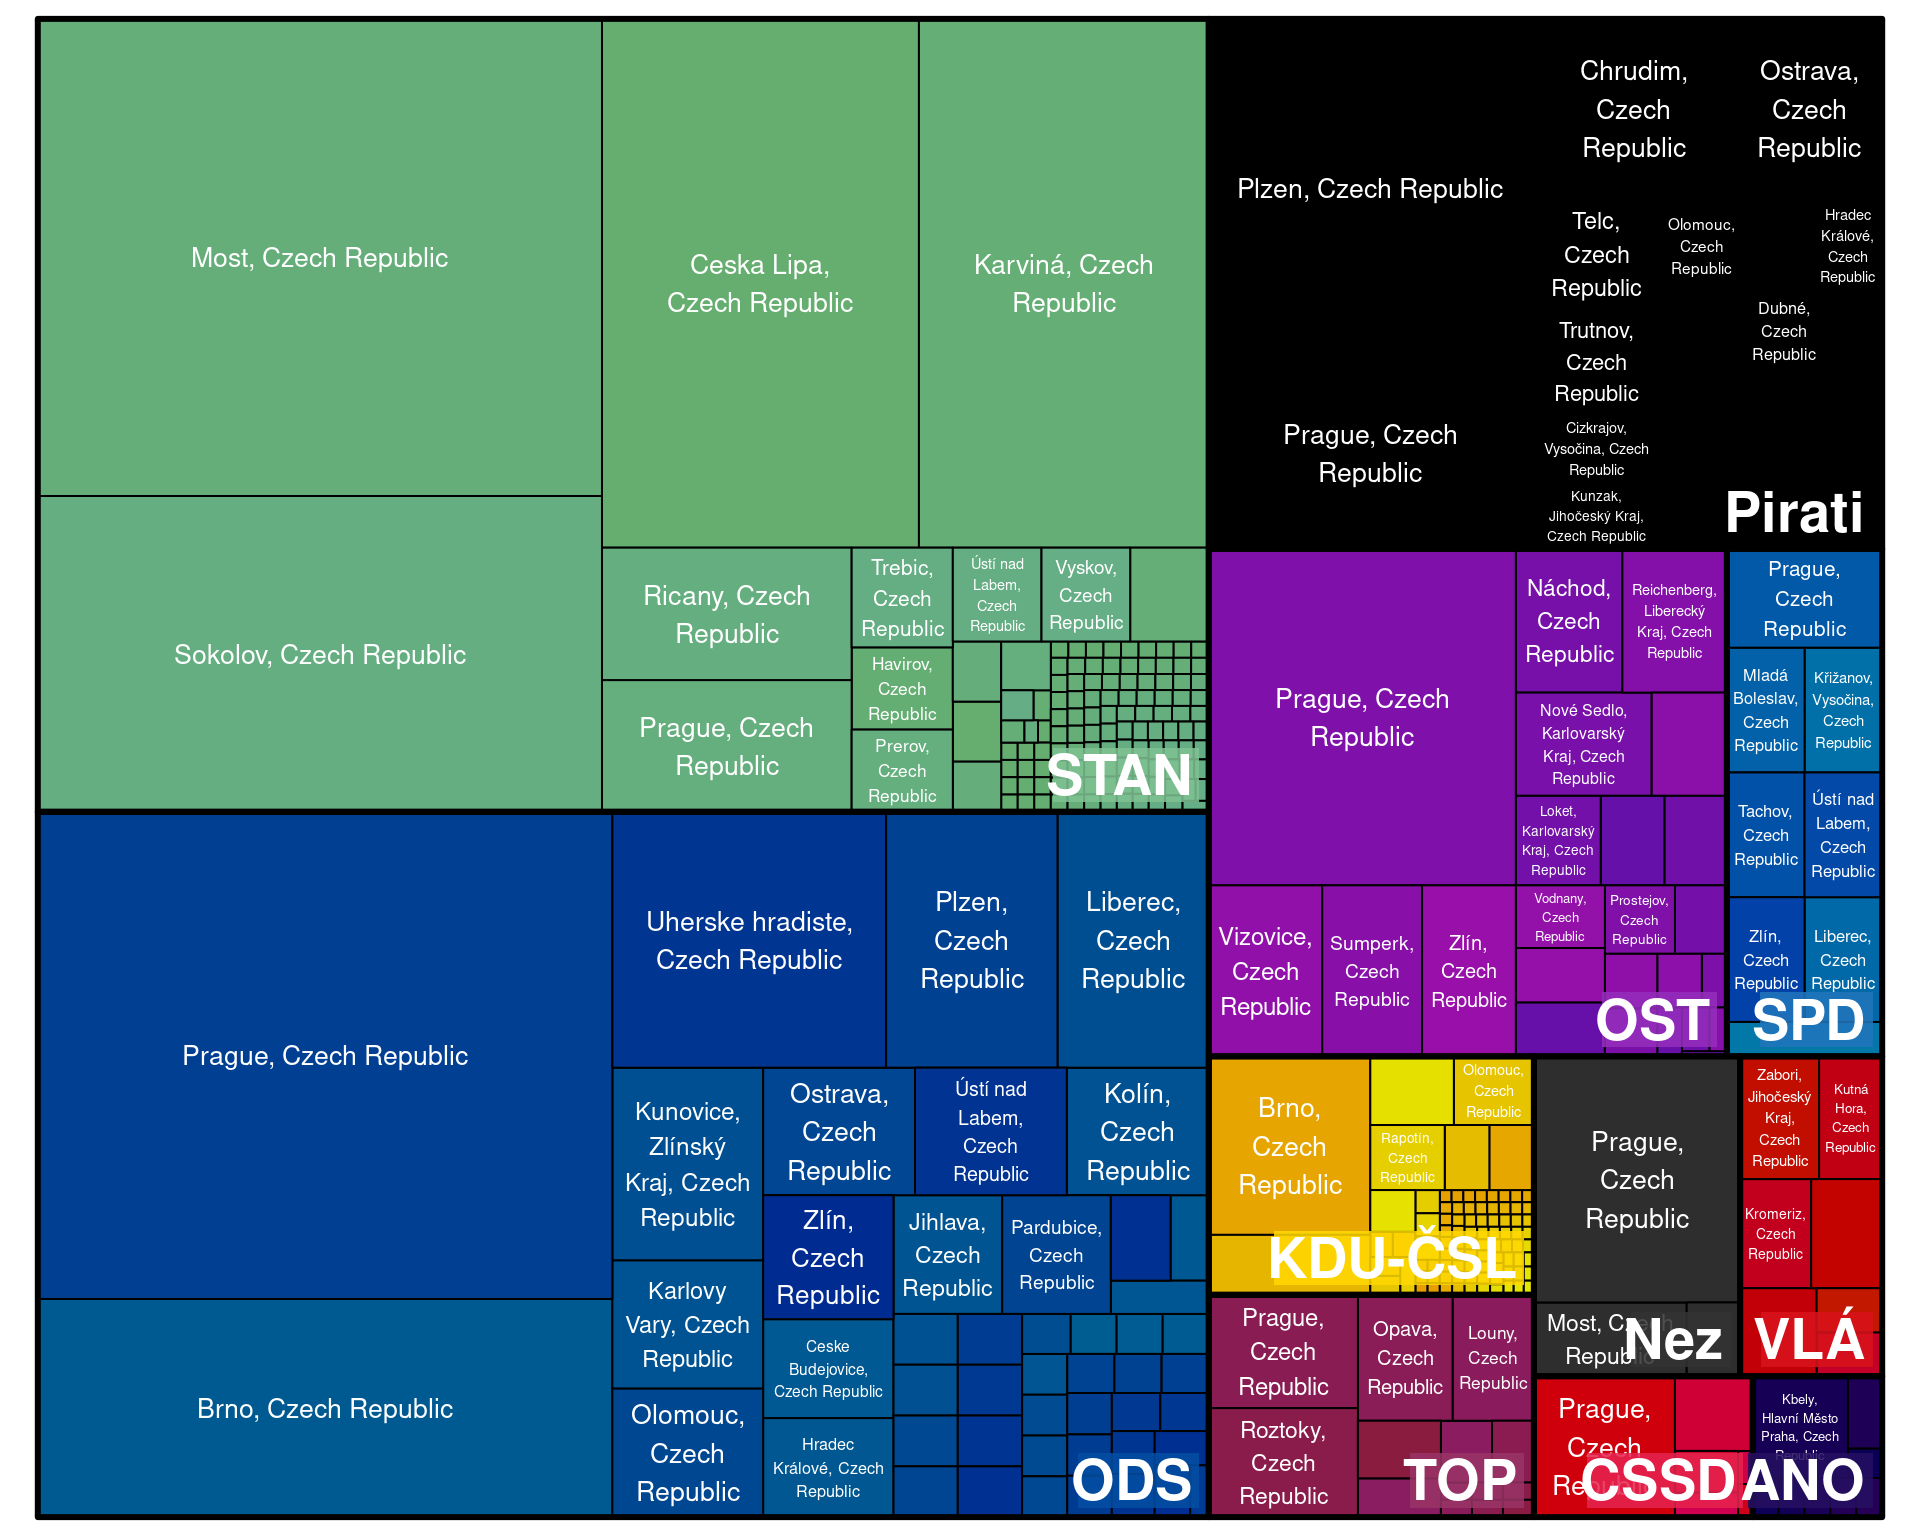 Most, Czech Republic
Sokolov, Czech Republic
Ceska Lipa,
Czech Republic
Karviná, Czech
Republic
Ricany, Czech
Republic
Prague, Czech
Republic
Trebic,
Czech
Republic
Havirov,
Czech
Republic
Prerov,
Czech
Republic
Ústí nad
Labem,
Czech
Republic
Vyskov,
Czech
Republic
STAN
Prague, Czech Republic
Brno, Czech Republic
Uherske hradiste,
Czech Republic
Plzen,
Czech
Republic
Liberec,
Czech
Republic
Kunovice,
Zlínský
Kraj, Czech
Republic
Karlovy
Vary, Czech
Republic
Olomouc,
Czech
Republic
Ostrava,
Czech
Republic
Ústí nad
Labem,
Czech
Republic
Kolín,
Czech
Republic
Zlín,
Czech
Republic
Ceske
Budejovice,
Czech Republic
Hradec
Králové, Czech
Republic
Jihlava,
Czech
Republic
Pardubice,
Czech
Republic
ODS
Plzen, Czech Republic
Prague, Czech
Republic
Chrudim,
Czech
Republic
Ostrava,
Czech
Republic
Telc,
Czech
Republic
Olomouc,
Czech
Republic
Hradec
Králové,
Czech
Republic
Dubné,
Czech
Republic
Trutnov,
Czech
Republic
Cizkrajov,
Vysočina, Czech
Republic
Kunzak,
Jihočeský Kraj,
Czech Republic
Pirati
Prague, Czech
Republic
Náchod,
Czech
Republic
Reichenberg,
Liberecký
Kraj, Czech
Republic
Nové Sedlo,
Karlovarský
Kraj, Czech
Republic
Loket,
Karlovarský
Kraj, Czech
Republic
Vizovice,
Czech
Republic
Sumperk,
Czech
Republic
Zlín,
Czech
Republic
Vodnany,
Czech
Republic
Prostejov,
Czech
Republic
OST
Prague,
Czech
Republic
Mladá
Boleslav,
Czech
Republic
Křižanov,
Vysočina,
Czech
Republic
Tachov,
Czech
Republic
Ústí nad
Labem,
Czech
Republic
Zlín,
Czech
Republic
Liberec,
Czech
Republic
SPD
Brno,
Czech
Republic
Olomouc,
Czech
Republic
Rapotín,
Czech
Republic
KDU-ČSL
Prague,
Czech
Republic
Most, Czech
Republic
Nez
Zabori,
Jihočeský
Kraj,
Czech
Republic
Kutná
Hora,
Czech
Republic
Kromeriz,
Czech
Republic
VLÁ
Prague,
Czech
Republic
Roztoky,
Czech
Republic
Opava,
Czech
Republic
Louny,
Czech
Republic
TOP
Prague,
Czech
Republic
CSSD
Kbely,
Hlavní Město
Praha, Czech
Republic
ANO